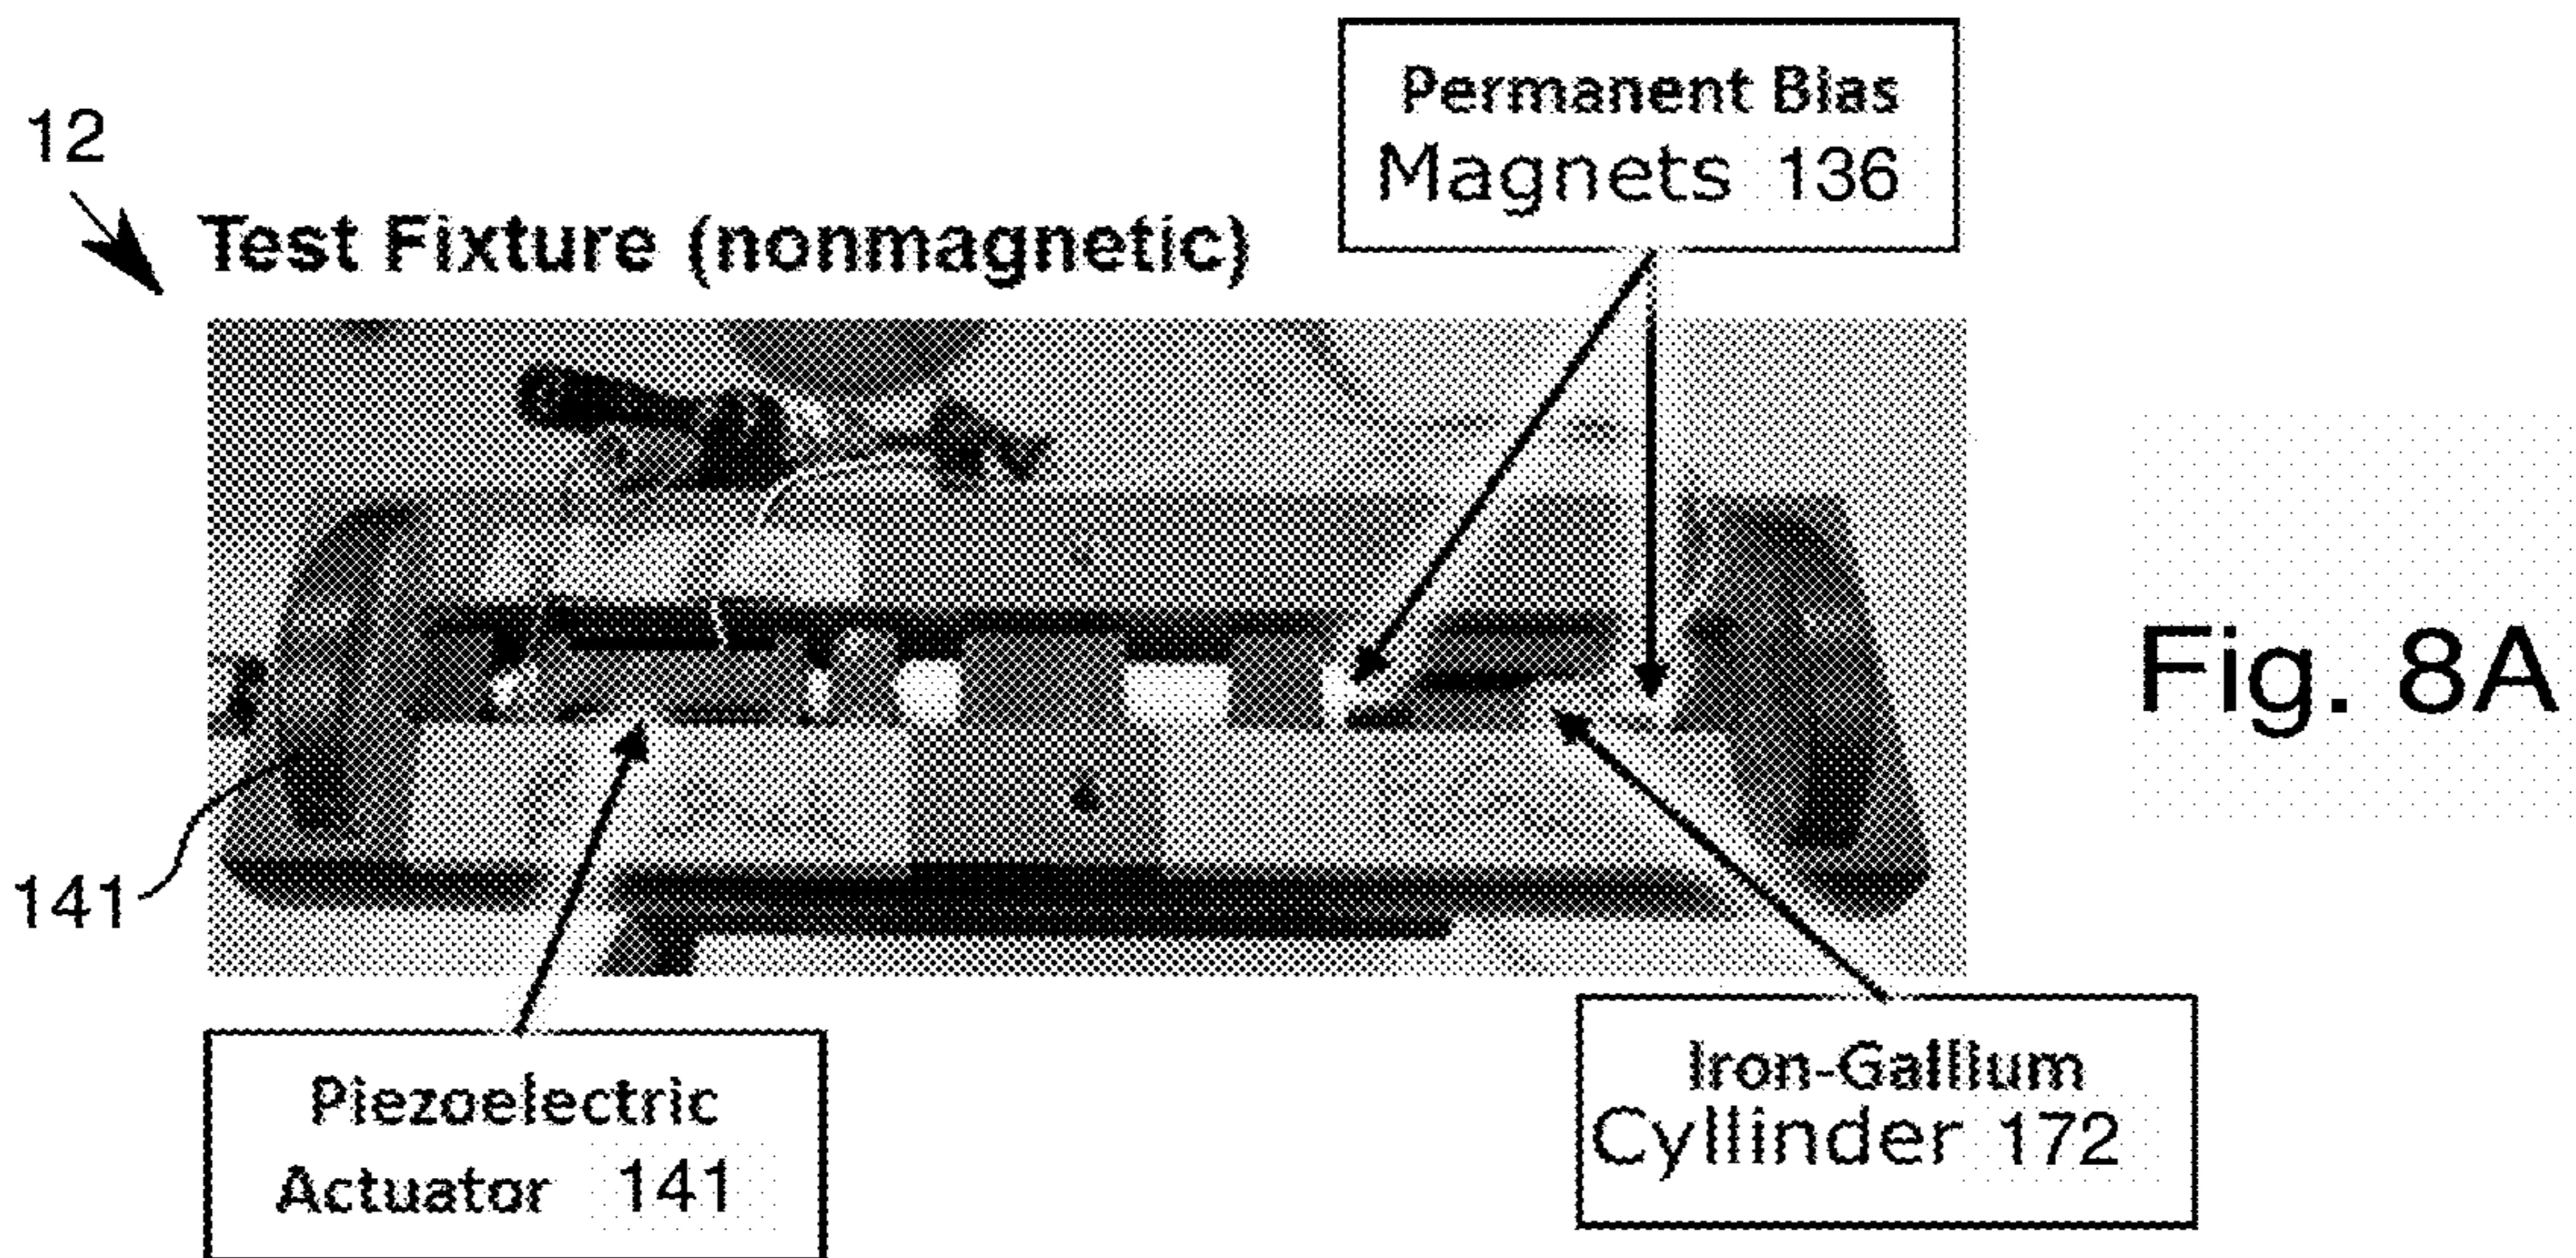 Permanent Bias
Magnets 136
12
Test Fixture (nonmagnetic)
Fig. 8A
141
Piezoelectric
Actuator 141
Iron-Gallium
Cyllinder 172